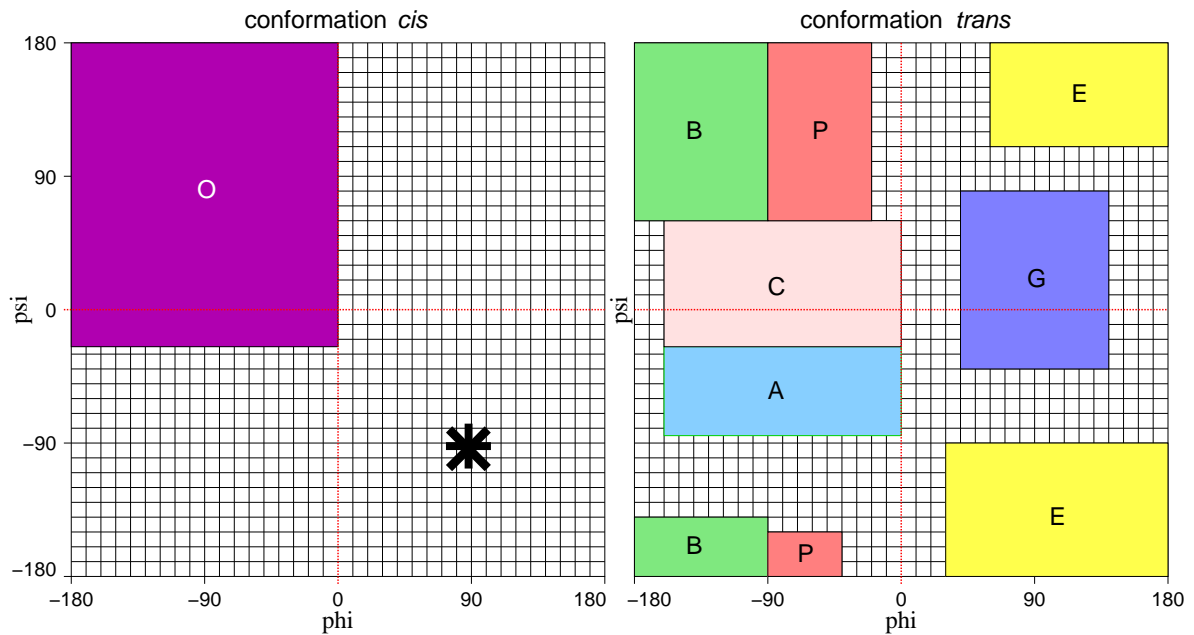 conformation cis
conformation trans
180
90
0
−90
−180
psi
O
−180
−90
0
90
180
phi
psi
B
P
E
C
G
A
B
P
E
−180
−90
0
90
180
phi